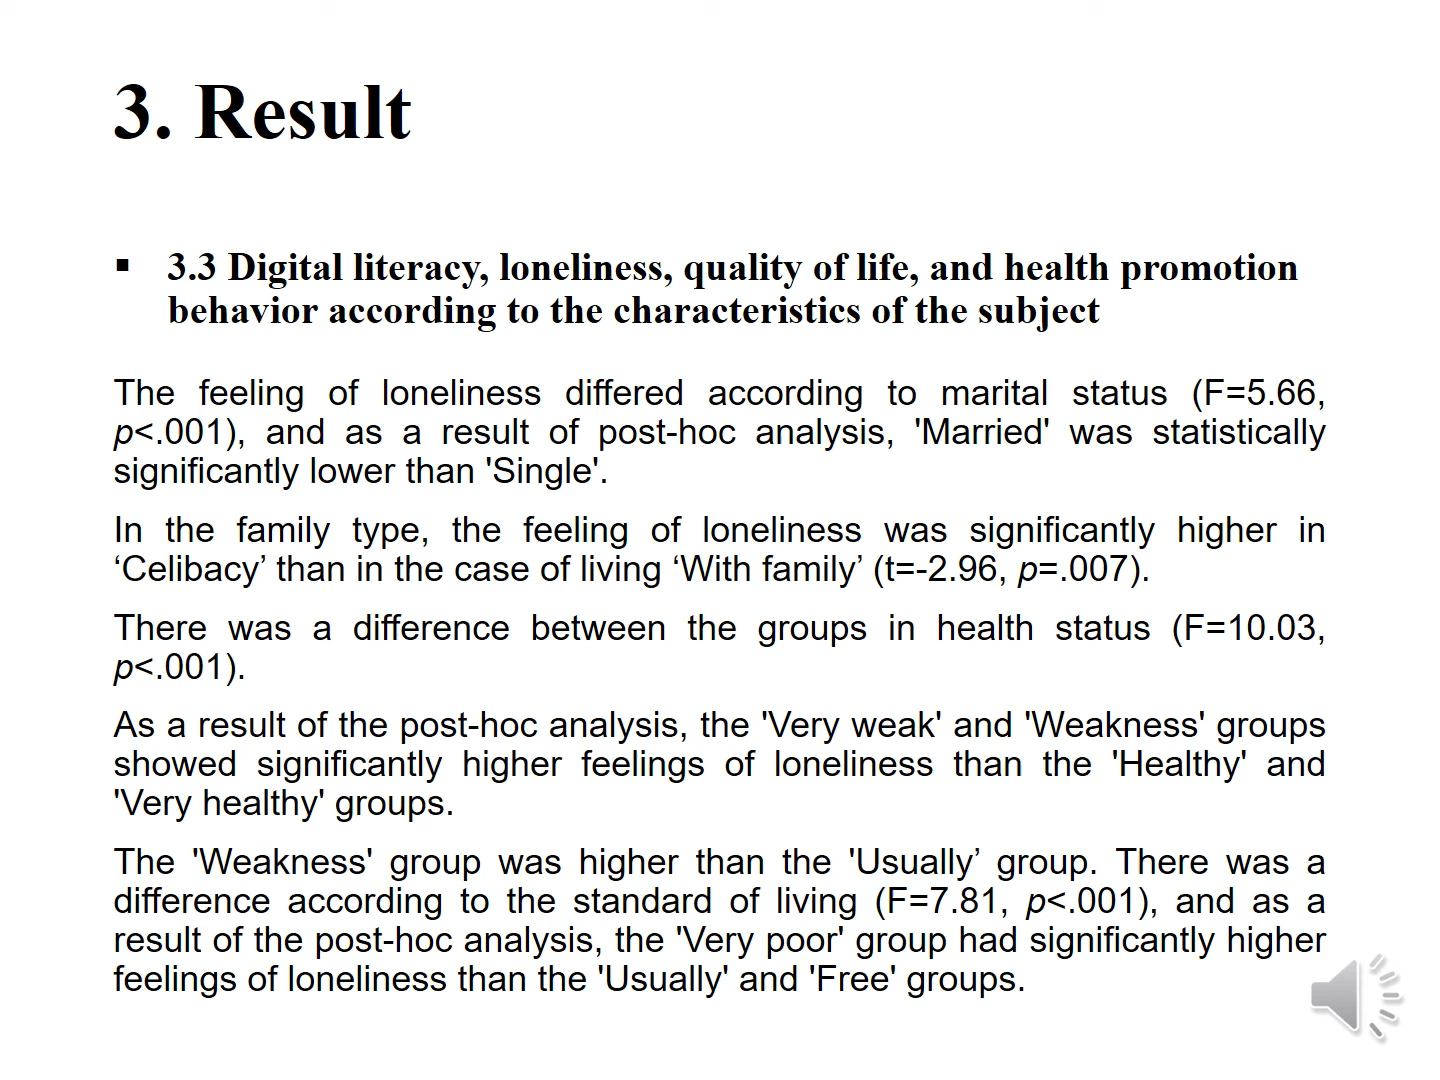 3. Result
▪ 3.3 Digital literacy, loneliness, quality of life, and health promotion
behavior according to the characteristics of the subject
The feeling of loneliness differed according to marital status (F=5.66,
p<.001), and as a result of post-hoc analysis, 'Married' was statistically
significantly lower than 'Single'.
In the family type, the feeling of loneliness was significantly higher in
‘Celibacy’ than in the case of living ‘With family’ (t=-2.96, p=.007).
There was a difference between the groups in health status (F=10.03,
p<.001).
As a result of the post-hoc analysis, the 'Very weak' and 'Weakness' groups
showed significantly higher feelings of loneliness than the 'Healthy' and
'Very healthy' groups.
The 'Weakness' group was higher than the 'Usually’ group. There was a
difference according to the standard of living (F=7.81, p<.001), and as a
result of the post-hoc analysis, the 'Very poor' group had significantly higher
feelings of loneliness than the 'Usually' and 'Free' groups.